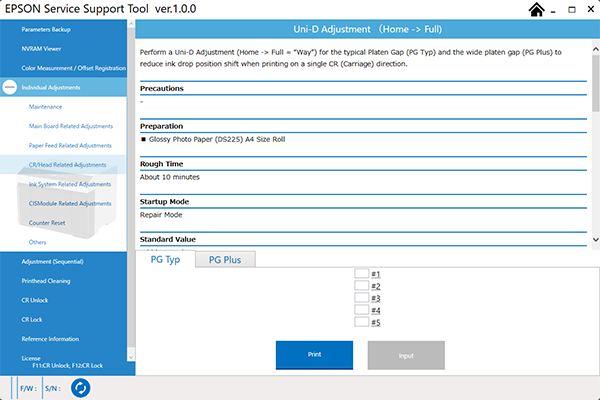 EPSON Service Support Tool ver.1.0.0
Parameters Backup
NVRAM Viewer
Color Measurement / Offset Registration
Individual Adjustments
Maintenance
Main Board Related Adjustments
Paper Feed Related Adjustments
CR/Head Related Adjustments
Ink System Related Adjustments
CISModule Related Adjustments
Counter Reset
Others
Adjustment (Sequential)
Printhead Cleaning
CR Unlock
CR Lock
Reference Information
License
F11:CR Unlock, F12:CR Lock
Uni-D Adjustment (Home -> Full)
Perform a Uni-D Adjustment (Home -> Full = "Way") for the typical Platen Gap (PG Typ) and the wide platen gap (PG Plus) to
reduce ink drop position shift when printing on a single CR (Carriage) direction.
Precautions
-
Preparation
■ Glossy Photo Paper (DS225) A4 Size Roll
Rough Time
About 10 minutes
Startup Mode
Repair Mode
Standard Value
PG Typ PG Plus
#1
#2
#3
#4
#5
Print Input
F/W : S/N :